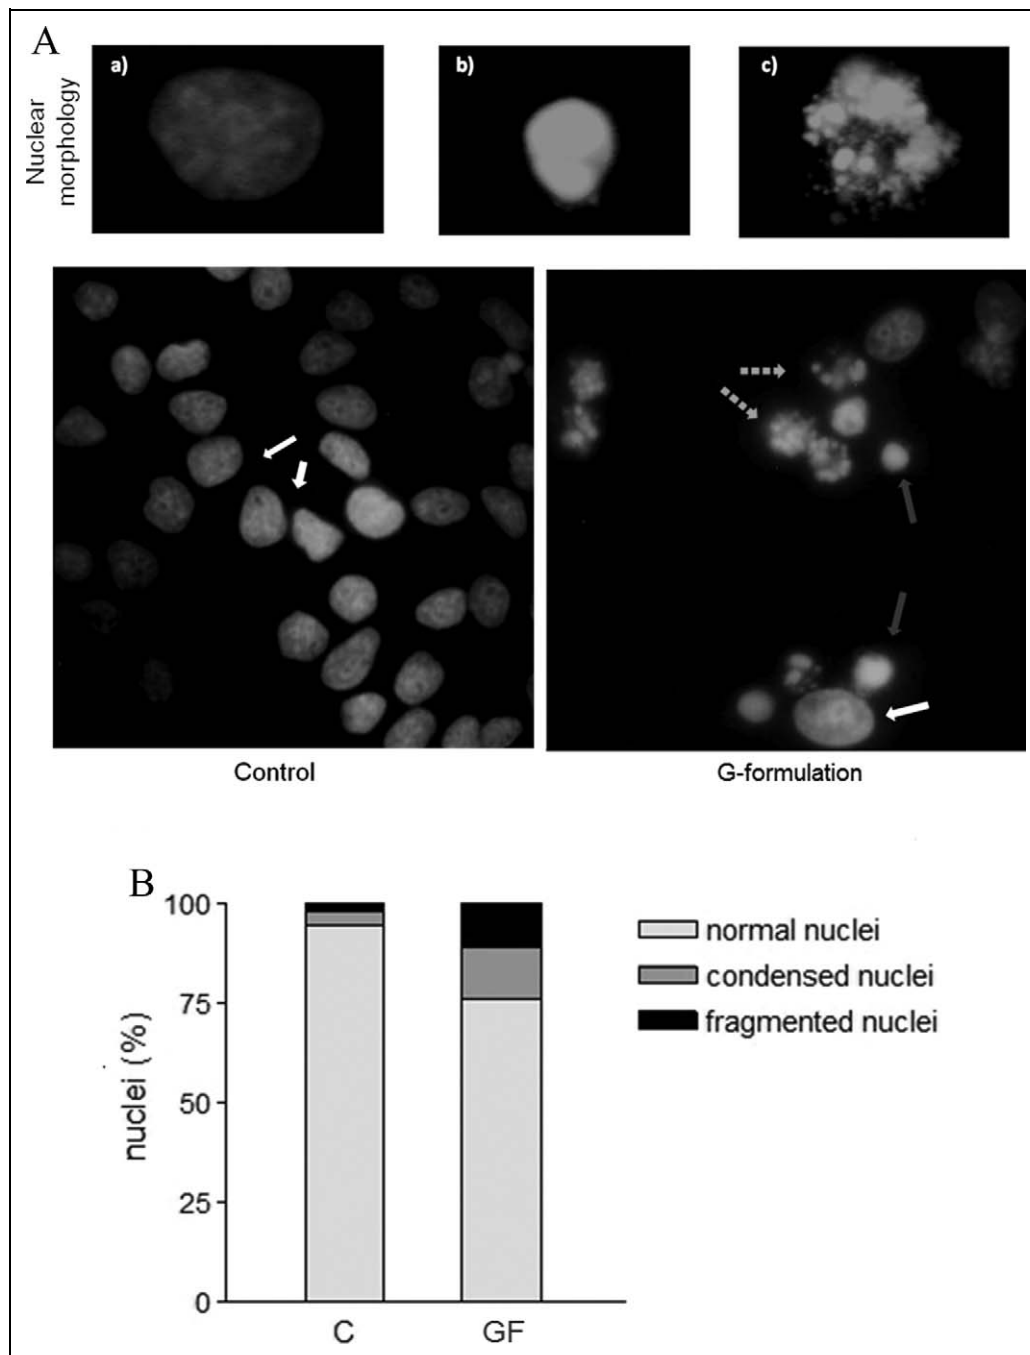 A
Nuclear
morphology
a)
b)
c)
Control
G-formulation
B
nuclei (%)
100
75
50
25
0
C
GF
normal nuclei
condensed nuclei
fragmented nuclei